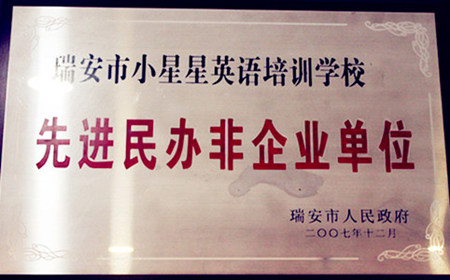 瑞安市小星星英语培训学校
先进民办非企业单位
瑞安市人民政府
二〇〇七年十二月